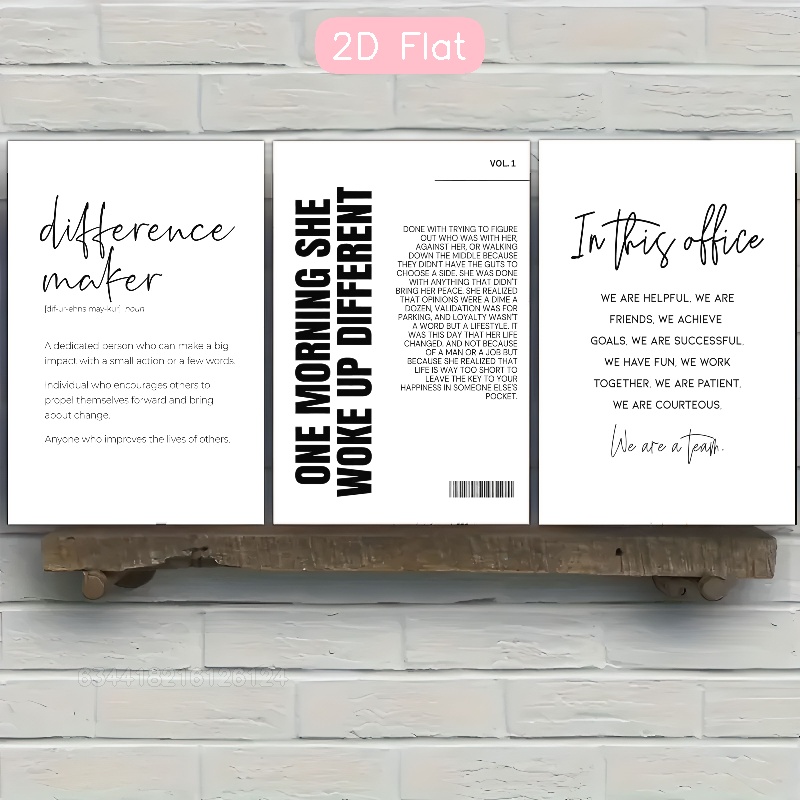 2D Flat
difference
maker
[dif-ur-ehns may-kur] noun
A dedicated person who can make a big
impact with a small action or a few words.
individual who encourages others to
propel themselves forward and bring
about change.
Anyone who improves the lives of others.
VOL.1
ONE MORNING SHE
WOKE UP DIFFERENT
DONE WITH TRYING TO FIGURE
OUT WHO WAS WITH HER,
AGAINST HER, OR WALKING
DOWN THE MIDDLE BECAUSE
THEY DIDN'T HAVE THE GUTS TO
CHOOSE A SIDE. SHE WAS DONE
WITH ANYTHING THAT DIDN'T
BRING HER PEACE. SHE REALIZED
THAT OPINIONS WERE A DIME A
DOZEN, VALIDATION WAS FOR
PARKING, AND LOYALTY WASN'T
A WORD BUT A LIFESTYLE. IT
WAS THIS DAY THAT HER LIFE
CHANGED. AND NOT BECAUSE
OF A MAN OR A JOB BUT
BECAUSE SHE REALIZED THAT
LIFE IS WAY TOO SHORT TO
LEAVE THE KEY TO YOUR
HAPPINESS IN SOMEONE ELSE'S
POCKET.
In this office
WE ARE HELPFUL, WE ARE
FRIENDS, WE ACHIEVE
GOALS, WE ARE SUCCESSFUL,
WE HAVE FUN, WE WORK
TOGETHER, WE ARE PATIENT,
WE ARE COURTEOUS,
We are a team.
634418216126124